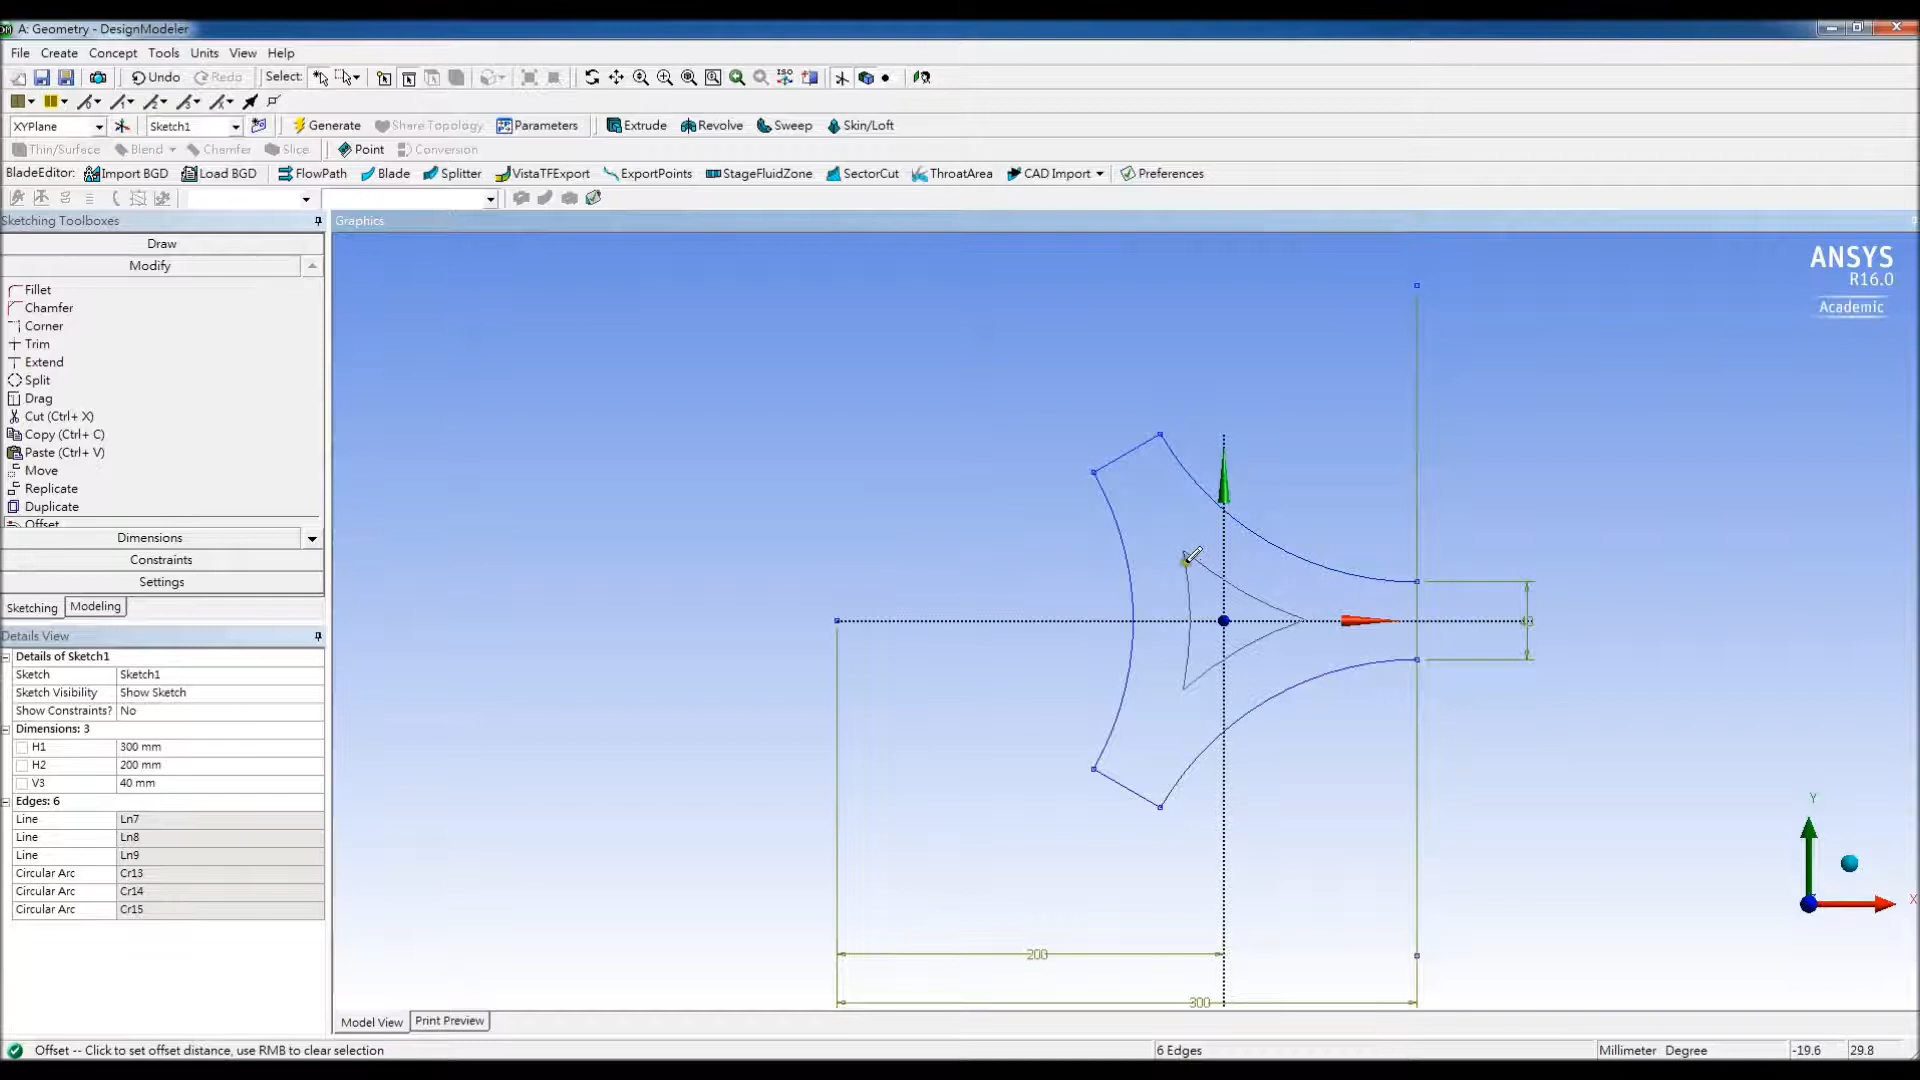 A: Geometry - DesignModeler
File Create Concept Tools Units View Help
Undo Redo Select: ISO
XYPlane Sketch1 Generate Share Topology Parameters Extrude Revolve Sweep Skin/Loft
Thin/Surface Blend Chamfer Slice Point Conversion
BladeEditor: Import BGD Load BGD FlowPath Blade Splitter VistaTFExport ExportPoints StageFluidZone SectorCut ThroatArea CAD Import Preferences
Sketching Toolboxes
Graphics
Draw
Modify
Fillet
Chamfer
Corner
Trim
Extend
Split
Drag
Cut (Ctrl+ X)
Copy (Ctrl+ C)
Paste (Ctrl+ V)
Move
Replicate
Duplicate
Offset
Dimensions
Constraints
Settings
Sketching Modeling
Details View
Details of Sketch1
Sketch Sketch1
Sketch Visibility Show Sketch
Show Constraints? No
Dimensions: 3
H1 300 mm
H2 200 mm
V3 40 mm
Edges: 6
Line Ln7
Line Ln8
Line Ln9
Circular Arc Cr13
Circular Arc Cr14
Circular Arc Cr15
ANSYS
R16.0
Academic
200
300
Y
X
Model View Print Preview
Offset -- Click to set offset distance, use RMB to clear selection 6 Edges Millimeter Degree -19.6 29.8